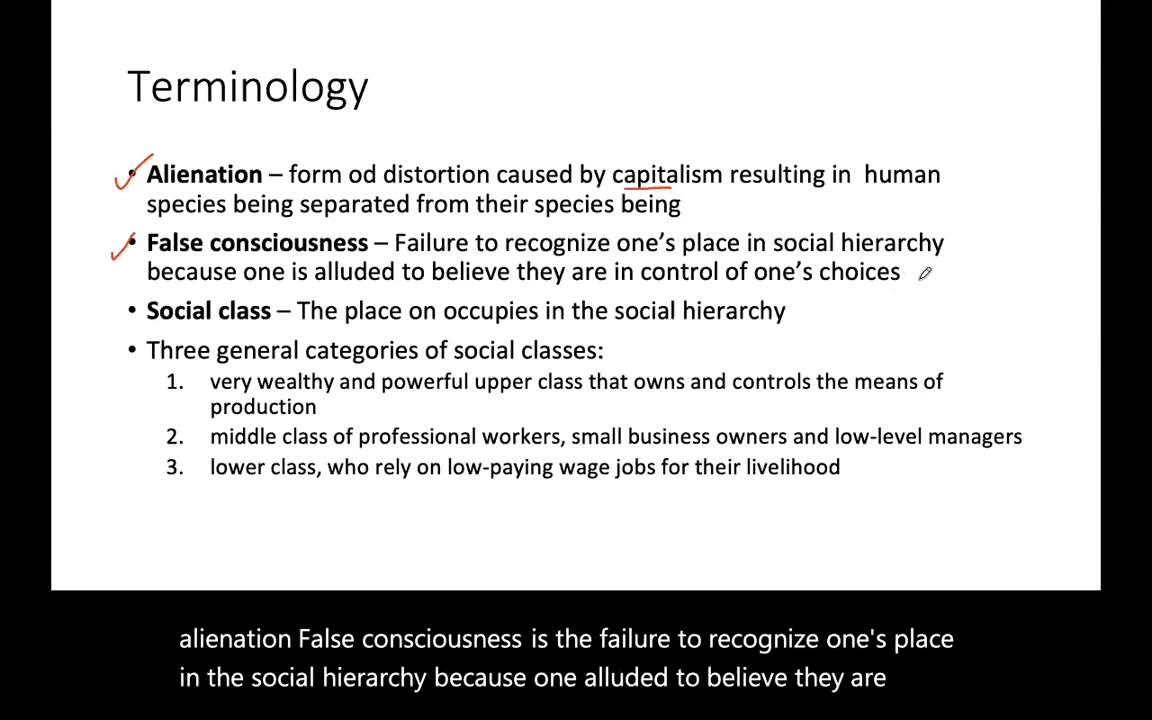 Terminology
• Alienation – form od distortion caused by capitalism resulting in human
species being separated from their species being
• False consciousness – Failure to recognize one's place in social hierarchy
because one is alluded to believe they are in control of one's choices
• Social class – The place on occupies in the social hierarchy
• Three general categories of social classes:
1. very wealthy and powerful upper class that owns and controls the means of
production
2. middle class of professional workers, small business owners and low-level managers
3. lower class, who rely on low-paying wage jobs for their livelihood
alienation False consciousness is the failure to recognize one's place
in the social hierarchy because one alluded to believe they are